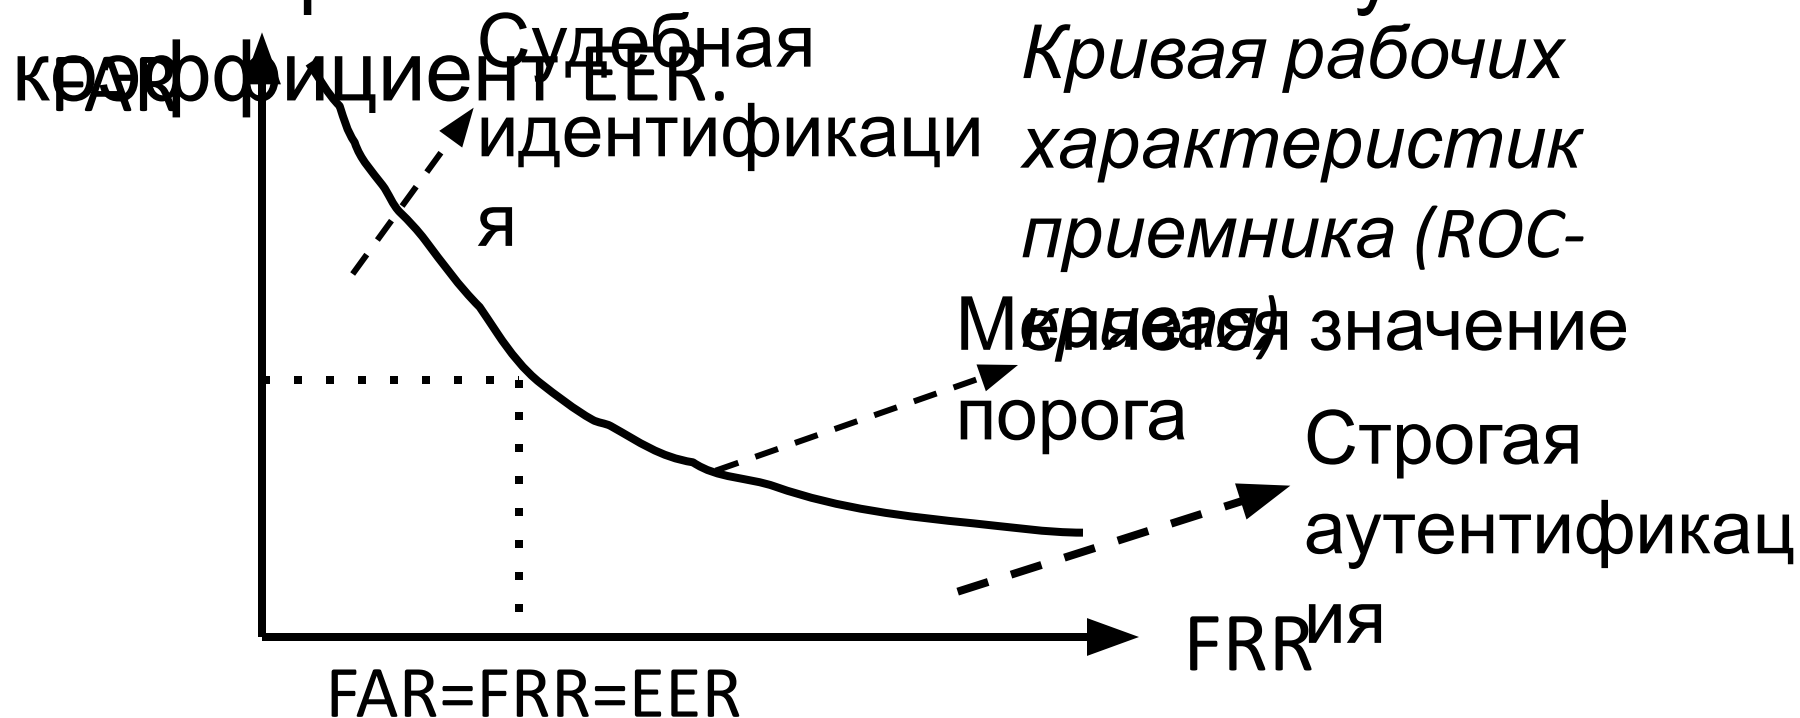 коэффициент EER.
FAR
Судебная
идентификаци
я
Кривая рабочих
характеристик
приемника (ROC-
кривая)
Меняется значение
порога
Строгая
аутентификац
ия
FRR
FAR=FRR=EER